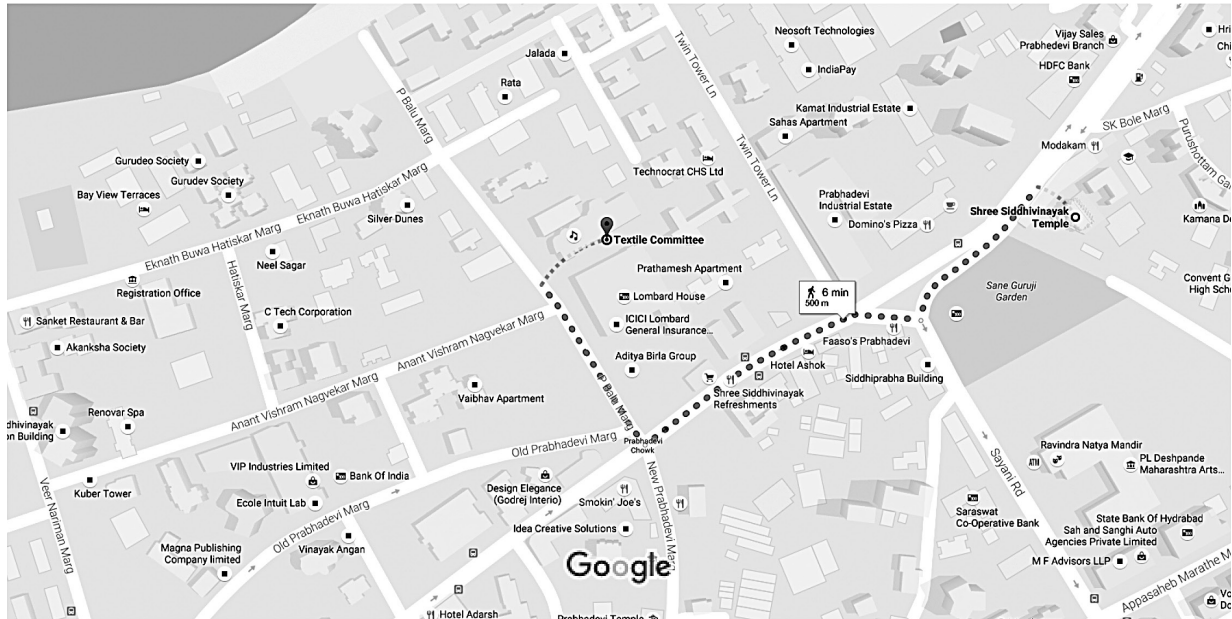 Jalada
Rata
P Balu Marg
Twin Tower Ln
Neosoft Technologies
IndiaPay
Vijay Sales
Prabhadevi Branch
HDFC Bank
Kamat Industrial Estate
Sahas Apartment
SK Bole Marg
Modakam
Purushottam
Gurudeo Society
Gurudev Society
Bay View Terraces
Eknath Buwa Hatiskar Marg
Silver Dunes
Technocrat CHS Ltd
Twin Tower Ln
Prabhadevi
Industrial Estate
Domino's Pizza
Shree Siddhivinayak
Temple
Eknath Buwa Hatiskar Marg
Neel Sagar
Textile Committee
Registration Office
Hatiskar Marg
C Tech Corporation
Prathamesh Apartment
Lombard House
6 min
500 m
Sane Guruji
Garden
Sanket Restaurant & Bar
Akanksha Society
Anant Vishram Nagvekar Marg
ICICI Lombard
General Insurance...
Aditya Birla Group
Faaso's Prabhadevi
Hotel Ashok
Siddhiprabha Building
Renovar Spa
Vaibhav Apartment
P Balu Marg
Shree Siddhivinayak
Refreshments
Anant Vishram Nagvekar Marg
Old Prabhadevi Marg
Prabhadevi
Chowk
VIP Industries Limited
Bank Of India
Kuber Tower
Ecole Intuit Lab
Design Elegance
(Godrej Interio)
Smokin' Joe's
New Prabhadevi Marg
Sayani Rd
ATM
Ravindra Natya Mandir
PL Deshpande
Maharashtra Arts...
Veer Nariman Marg
Old Prabhadevi Marg
Vinayak Angan
Idea Creative Solutions
Saraswat
Co-Operative Bank
State Bank Of Hydrabad
Sah and Sanghi Auto
Agencies Private Limited
M F Advisors LLP
Magna Publishing
Company limited
Google
Hotel Adarsh
Prabhadevi Temple
Appasaheb Marathe